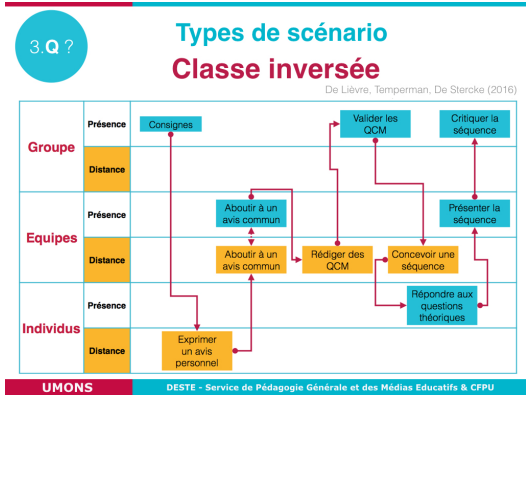 3.Q ?
Types de scénario
Classe inversée
De Lièvre, Temperman, De Stercke (2016)
Groupe
Présence
Distance
Consignes
Valider les
QCM
Critiquer la
séquence
Equipes
Présence
Distance
Aboutir à un
avis commun
Présenter la
séquence
Aboutir à un
avis commun
Rédiger des
QCM
Concevoir une
séquence
Individus
Présence
Distance
Répondre aux
questions
théoriques
Exprimer
un avis
personnel
UMONS
DESTE - Service de Pédagogie Générale et des Médias Educatifs & CFPU